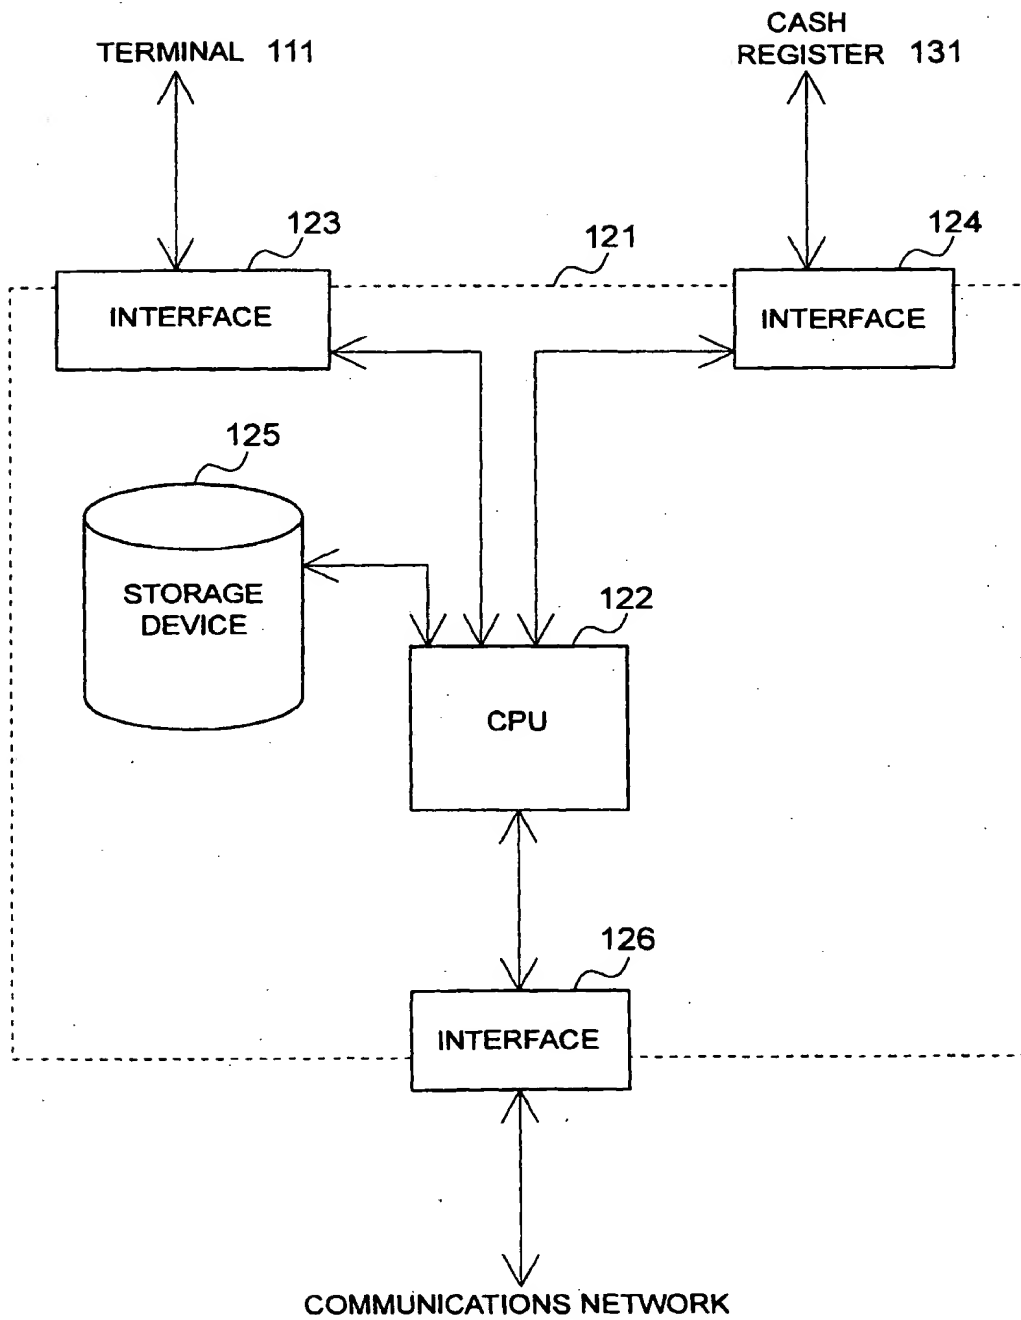 TERMINAL 111
CASH
REGISTER 131
123
121
124
INTERFACE
INTERFACE
125
STORAGE
DEVICE
122
CPU
126
INTERFACE
COMMUNICATIONS NETWORK